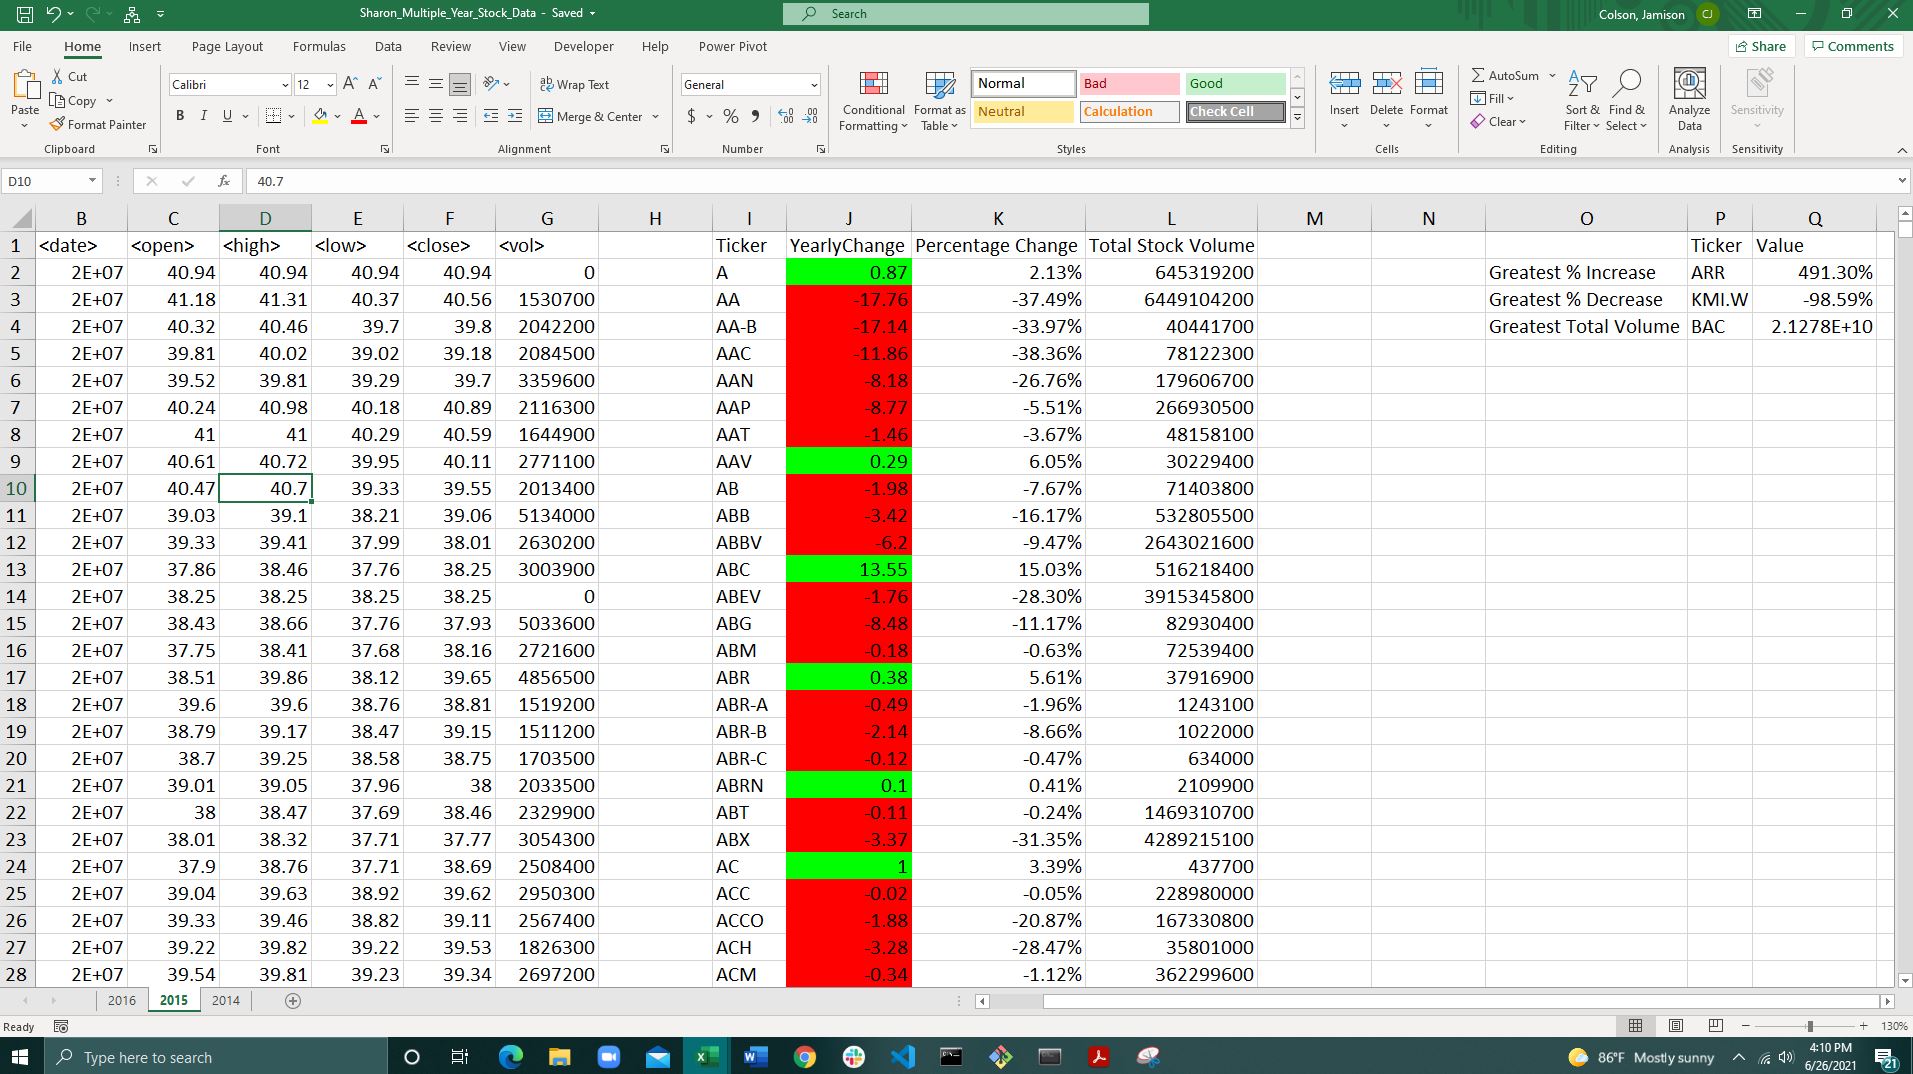 Sharon_Multiple_Year_Stock_Data - Saved
Search
Colson, Jamison
CJ
File Home Insert Page Layout Formulas Data Review View Developer Help Power Pivot
Share
Comments
Paste
Cut
Copy
Format Painter
Calibri 12
B I U
A A A
ab Wrap Text
Merge & Center
General
$ % 9
Conditional Formatting
Format as Table
Normal Bad Good
Neutral Calculation Check Cell
Insert Delete Format
AutoSum
Fill
Clear
Sort & Filter
Find & Select
Analyze Data
Sensitivity
Clipboard Font Alignment Number Styles Cells Editing Analysis Sensitivity
D10 fx 40.7
B C D E F G H I J K L M N O P Q
1 <date> <open> <high> <low> <close> <vol> Ticker YearlyChange Percentage Change Total Stock Volume Ticker Value
2 2E+07 40.94 40.94 40.94 40.94 0 A 0.87 2.13% 645319200 Greatest % Increase ARR 491.30%
3 2E+07 41.18 41.31 40.37 40.56 1530700 AA -17.76 -37.49% 6449104200 Greatest % Decrease KMI.W -98.59%
4 2E+07 40.32 40.46 39.7 39.8 2042200 AA-B -17.14 -33.97% 40441700 Greatest Total Volume BAC 2.1278E+10
5 2E+07 39.81 40.02 39.02 39.18 2084500 AAC -11.86 -38.36% 78122300
6 2E+07 39.52 39.81 39.29 39.7 3359600 AAN -8.18 -26.76% 179606700
7 2E+07 40.24 40.98 40.18 40.89 2116300 AAP -8.77 -5.51% 266930500
8 2E+07 41 41 40.29 40.59 1644900 AAT -1.46 -3.67% 48158100
9 2E+07 40.61 40.72 39.95 40.11 2771100 AAV 0.29 6.05% 30229400
10 2E+07 40.47 40.7 39.33 39.55 2013400 AB -1.98 -7.67% 71403800
11 2E+07 39.03 39.1 38.21 39.06 5134000 ABB -3.42 -16.17% 532805500
12 2E+07 39.33 39.41 37.99 38.01 2630200 ABBV -6.2 -9.47% 2643021600
13 2E+07 37.86 38.46 37.76 38.25 3003900 ABC 13.55 15.03% 516218400
14 2E+07 38.25 38.25 38.25 38.25 0 ABEV -1.76 -28.30% 3915345800
15 2E+07 38.43 38.66 37.76 37.93 5033600 ABG -8.48 -11.17% 82930400
16 2E+07 37.75 38.41 37.68 38.16 2721600 ABM -0.18 -0.63% 72539400
17 2E+07 38.51 39.86 38.12 39.65 4856500 ABR 0.38 5.61% 37916900
18 2E+07 39.6 39.6 38.76 38.81 1519200 ABR-A -0.49 -1.96% 1243100
19 2E+07 38.79 39.17 38.47 39.15 1511200 ABR-B -2.14 -8.66% 1022000
20 2E+07 38.7 39.25 38.58 38.75 1703500 ABR-C -0.12 -0.47% 634000
21 2E+07 39.01 39.05 37.96 38 2033500 ABRN 0.1 0.41% 2109900
22 2E+07 38 38.47 37.69 38.46 2329900 ABT -0.11 -0.24% 1469310700
23 2E+07 38.01 38.32 37.71 37.77 3054300 ABX -3.37 -31.35% 4289215100
24 2E+07 37.9 38.76 37.71 38.69 2508400 AC 1 3.39% 437700
25 2E+07 39.04 39.63 38.92 39.62 2950300 ACC -0.02 -0.05% 228980000
26 2E+07 39.33 39.46 38.82 39.11 2567400 ACCO -1.88 -20.87% 167330800
27 2E+07 39.22 39.82 39.22 39.53 1826300 ACH -3.28 -28.47% 35801000
28 2E+07 39.54 39.81 39.23 39.34 2697200 ACM -0.34 -1.12% 362299600
2016 2015 2014
Ready
130%
Type here to search
86°F Mostly sunny
4:10 PM
6/26/2021
21